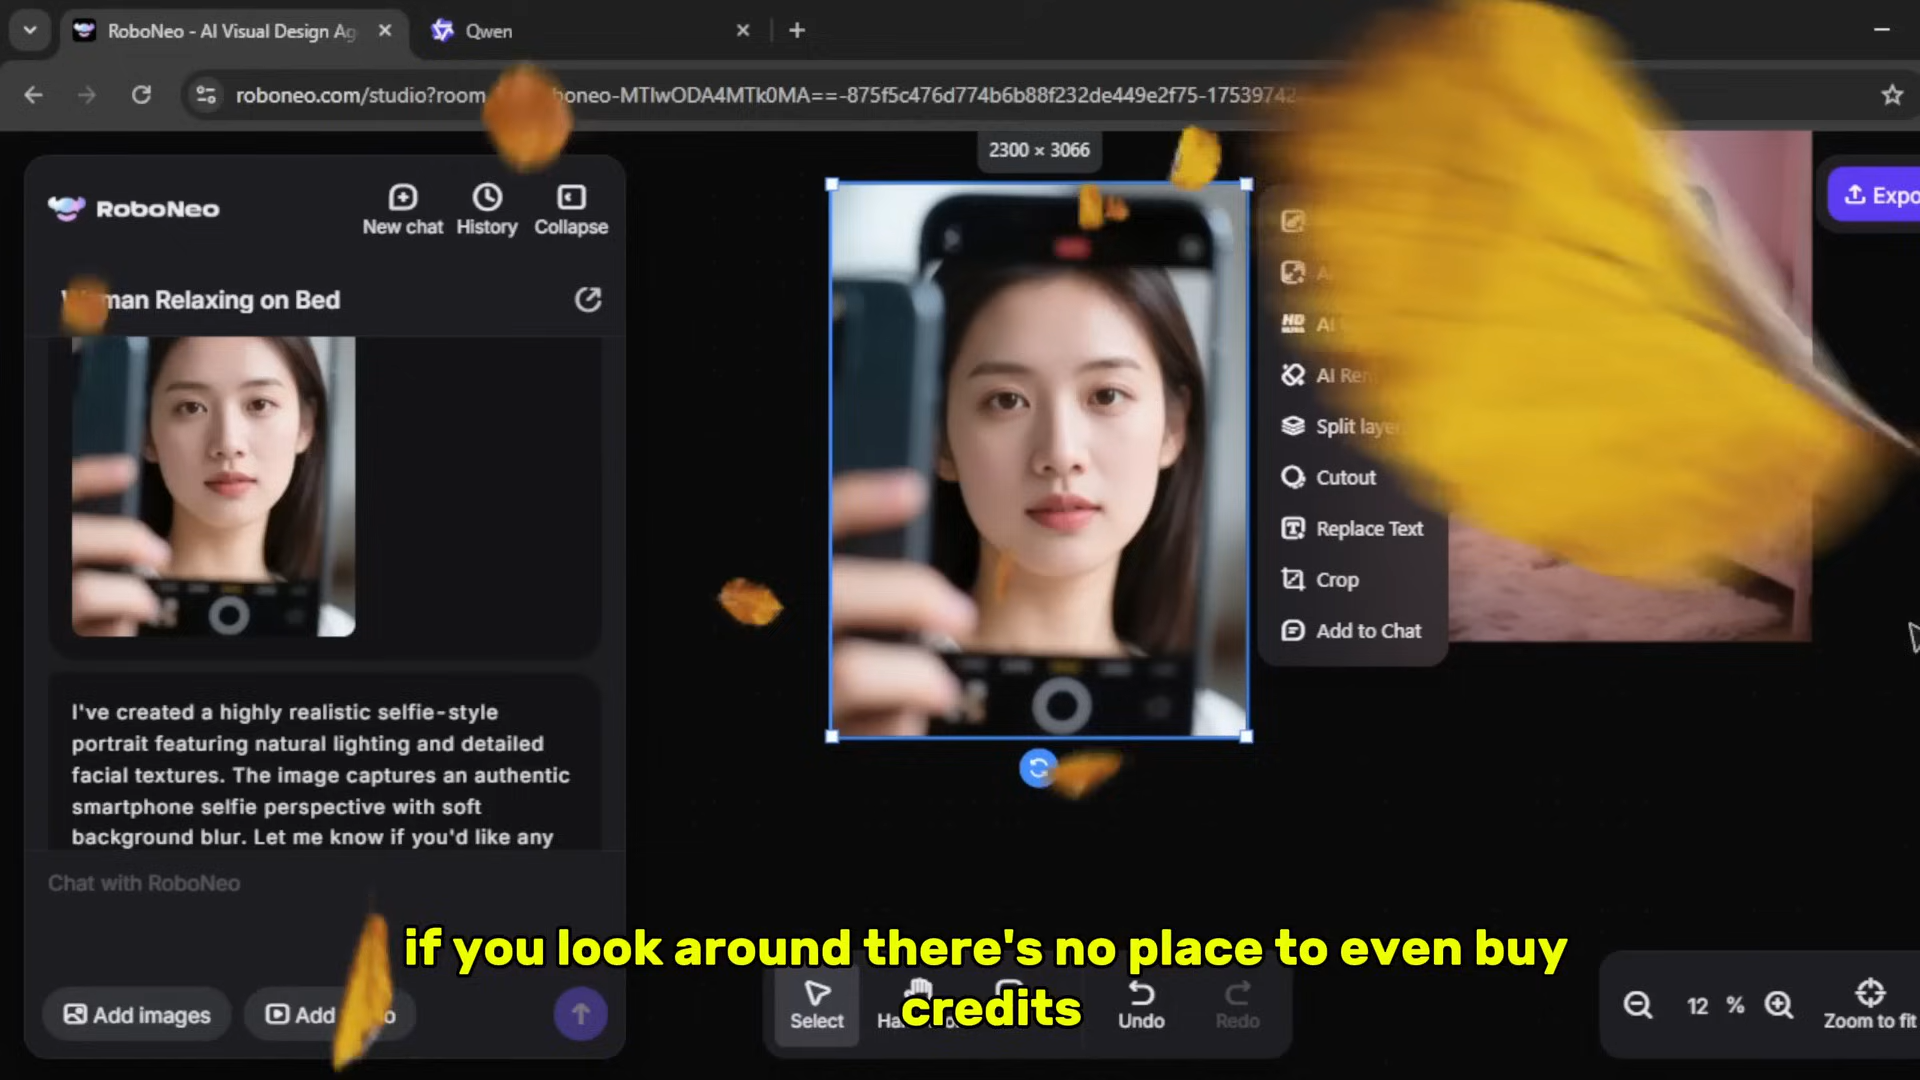 RoboNeo - AI Visual Design Ag
Qwen
roboneo.com/studio?room
boneo-MTIwODA4MTk0MA==-875f5c476d774b6b88f232de449e2f75-17539742
2300 × 3066
RoboNeo
New chat
History
Collapse
Expo
man Relaxing on Bed
HD
AI
AI Rem
Split laye
Cutout
Replace Text
Crop
Add to Chat
I've created a highly realistic selfie-style
portrait featuring natural lighting and detailed
facial textures. The image captures an authentic
smartphone selfie perspective with soft
background blur. Let me know if you'd like any
Chat with RoboNeo
if you look around there's no place to even buy
credits
Add images
Add
Select
Undo
Redo
12 %
Zoom to fit